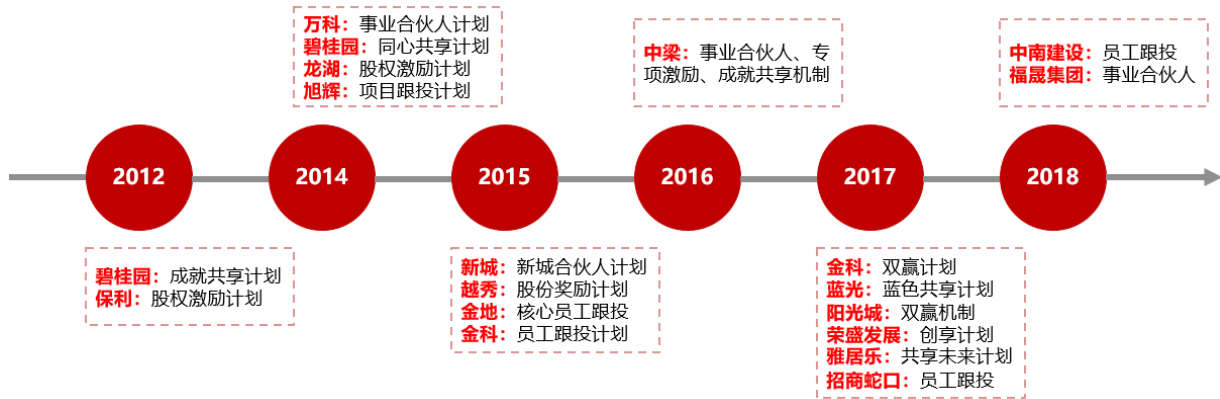 万科：事业合伙人计划
碧桂园：同心共享计划
龙湖：股权激励计划
旭辉：项目跟投计划
中梁：事业合伙人、专
项激励、成就共享机制
中南建设：员工跟投
福晟集团：事业合伙人
2012
2014
2015
2016
2017
2018
碧桂园：成就共享计划
保利：股权激励计划
新城：新城合伙人计划
越秀：股份奖励计划
金地：核心员工跟投
金科：员工跟投计划
金科：双赢计划
蓝光：蓝色共享计划
阳光城：双赢机制
荣盛发展：创享计划
雅居乐：共享未来计划
招商蛇口：员工跟投